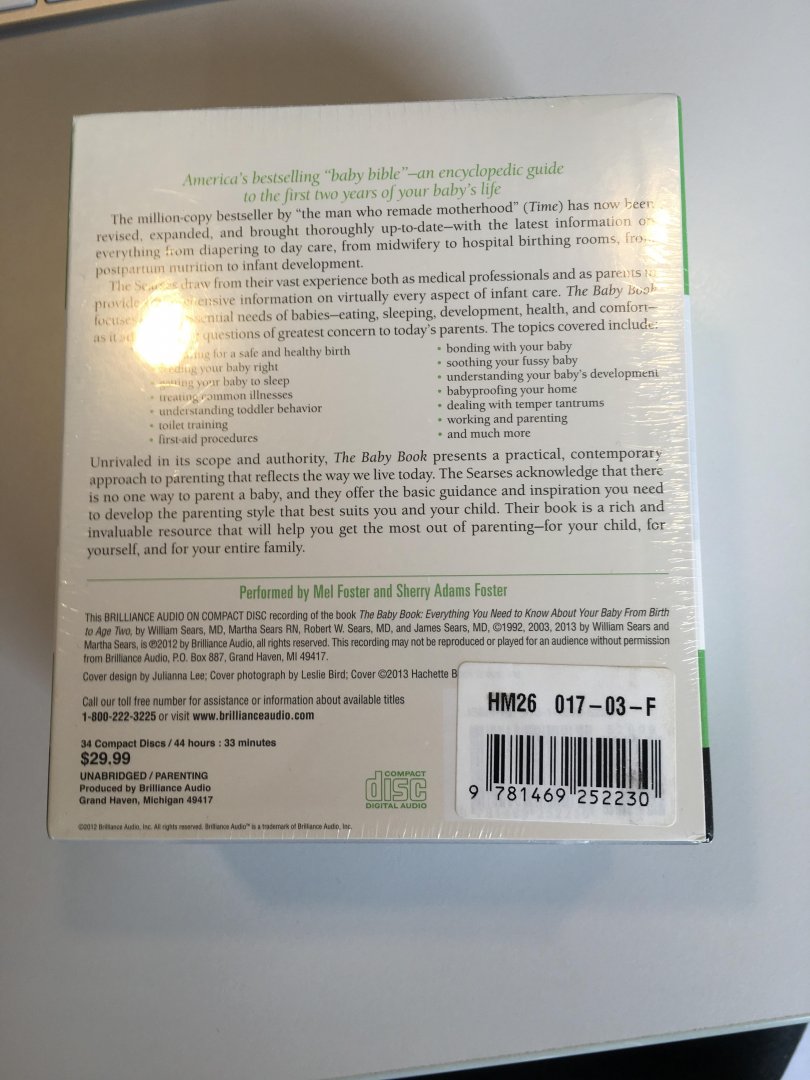 America's bestselling "baby bible"—an encyclopedic guide
to the first two years of your baby's life
The million-copy bestseller by "the man who remade motherhood" (Time) has now been
revised, expanded, and brought thoroughly up-to-date—with the latest information on
everything from diapering to day care, from midwifery to hospital birthing rooms, from
postpartum nutrition to infant development.
The Searses draw from their vast experience both as medical professionals and as parents to
provide information on virtually every aspect of infant care. The Baby Book
focuses needs of babies—eating, sleeping, development, health, and comfort—
as it questions of greatest concern to today's parents. The topics covered include:
for a safe and healthy birth
• feeding your baby right
• getting your baby to sleep
• treating common illnesses
• understanding toddler behavior
• toilet training
• first-aid procedures
• bonding with your baby
• soothing your fussy baby
• understanding your baby's development
• babyproofing your home
• dealing with temper tantrums
• working and parenting
• and much more
Unrivaled in its scope and authority, The Baby Book presents a practical, contemporary
approach to parenting that reflects the way we live today. The Searses acknowledge that there
is no one way to parent a baby, and they offer the basic guidance and inspiration you need
to develop the parenting style that best suits you and your child. Their book is a rich and
invaluable resource that will help you get the most out of parenting—for your child, for
yourself, and for your entire family.
Performed by Mel Foster and Sherry Adams Foster
This BRILLIANCE AUDIO ON COMPACT DISC recording of the book The Baby Book: Everything You Need to Know About Your Baby From Birth
to Age Two, by William Sears, MD, Martha Sears RN, Robert W. Sears, MD, and James Sears, MD, ©1992, 2003, 2013 by William Sears and
Martha Sears, is ℗2012 by Brilliance Audio, all rights reserved. This recording may not be reproduced or played for an audience without permission
from Brilliance Audio, P.O. Box 887, Grand Haven, MI 49417.
Cover design by Julianna Lee; Cover photograph by Leslie Bird; Cover ©2013 Hachette B
Call our toll free number for assistance or information about available titles
1-800-222-3225 or visit www.brillianceaudio.com
34 Compact Discs / 44 hours : 33 minutes
$29.99
UNABRIDGED / PARENTING
Produced by Brilliance Audio
Grand Haven, Michigan 49417
COMPACT
disc
DIGITAL AUDIO
HM26 017-03-F
9 781469 252230
©2012 Brilliance Audio, Inc. All rights reserved. Brilliance Audio™ is a trademark of Brilliance Audio, Inc.